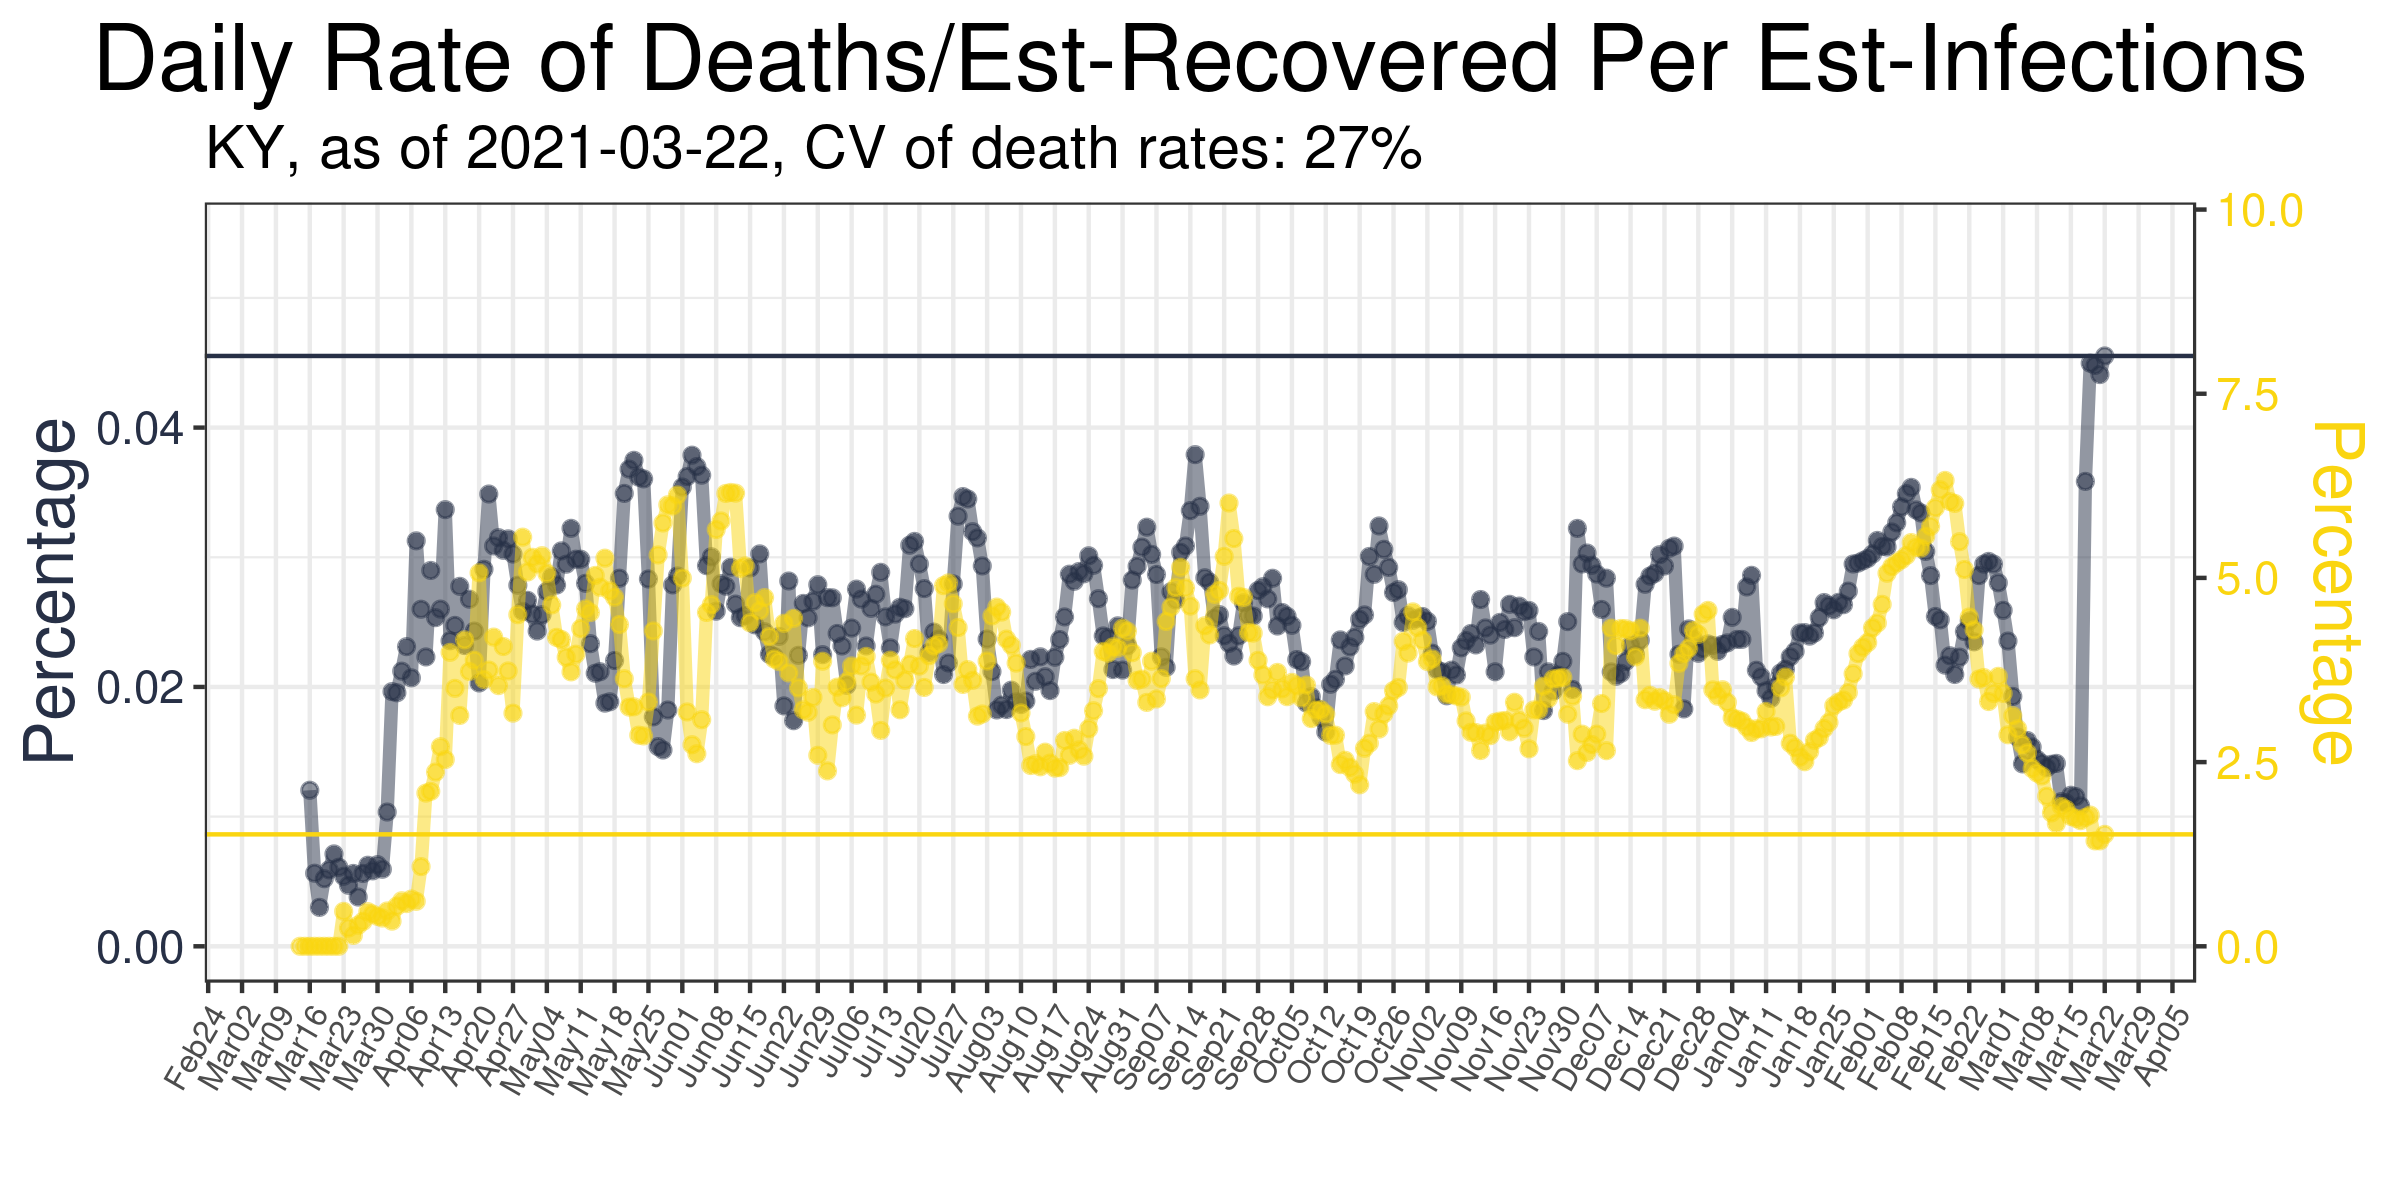 Daily Rate of Deaths/Est-Recovered Per Est-Infections
KY, as of 2021-03-22, CV of death rates: 27%
Percentage
0.04
0.02
0.00
10.0
7.5
5.0
2.5
0.0
Percentage
Feb24
Mar02
Mar09
Mar16
Mar23
Mar30
Apr06
Apr13
Apr20
Apr27
May04
May11
May18
May25
Jun01
Jun08
Jun15
Jun22
Jun29
Jul06
Jul13
Jul20
Jul27
Aug03
Aug10
Aug17
Aug24
Aug31
Sep07
Sep14
Sep21
Sep28
Oct05
Oct12
Oct19
Oct26
Nov02
Nov09
Nov16
Nov23
Nov30
Dec07
Dec14
Dec21
Dec28
Jan04
Jan11
Jan18
Jan25
Feb01
Feb08
Feb15
Feb22
Mar01
Mar08
Mar15
Mar22
Mar29
Apr05